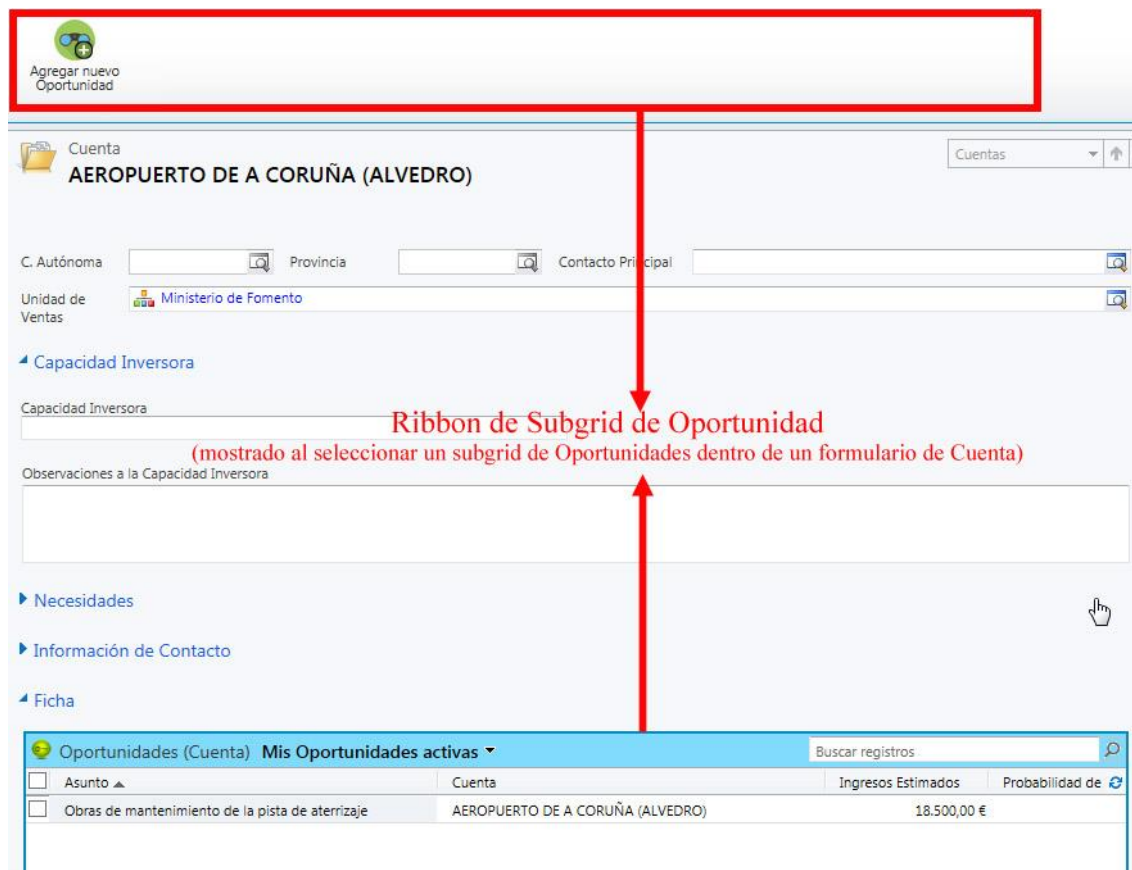 Agregar nuevo
Oportunidad
Cuenta
AEROPUERTO DE A CORUÑA (ALVEDRO)
Cuentas
C. Autónoma
Provincia
Contacto Principal
Unidad de
Ventas
Ministerio de Fomento
Capacidad Inversora
Capacidad Inversora
Ribbon de Subgrid de Oportunidad
(mostrado al seleccionar un subgrid de Oportunidades dentro de un formulario de Cuenta)
Observaciones a la Capacidad Inversora
Necesidades
Información de Contacto
Ficha
Oportunidades (Cuenta) Mis Oportunidades activas
Buscar registros
Asunto Cuenta Ingresos Estimados Probabilidad de
Obras de mantenimiento de la pista de aterrizaje AEROPUERTO DE A CORUÑA (ALVEDRO) 18.500,00 €